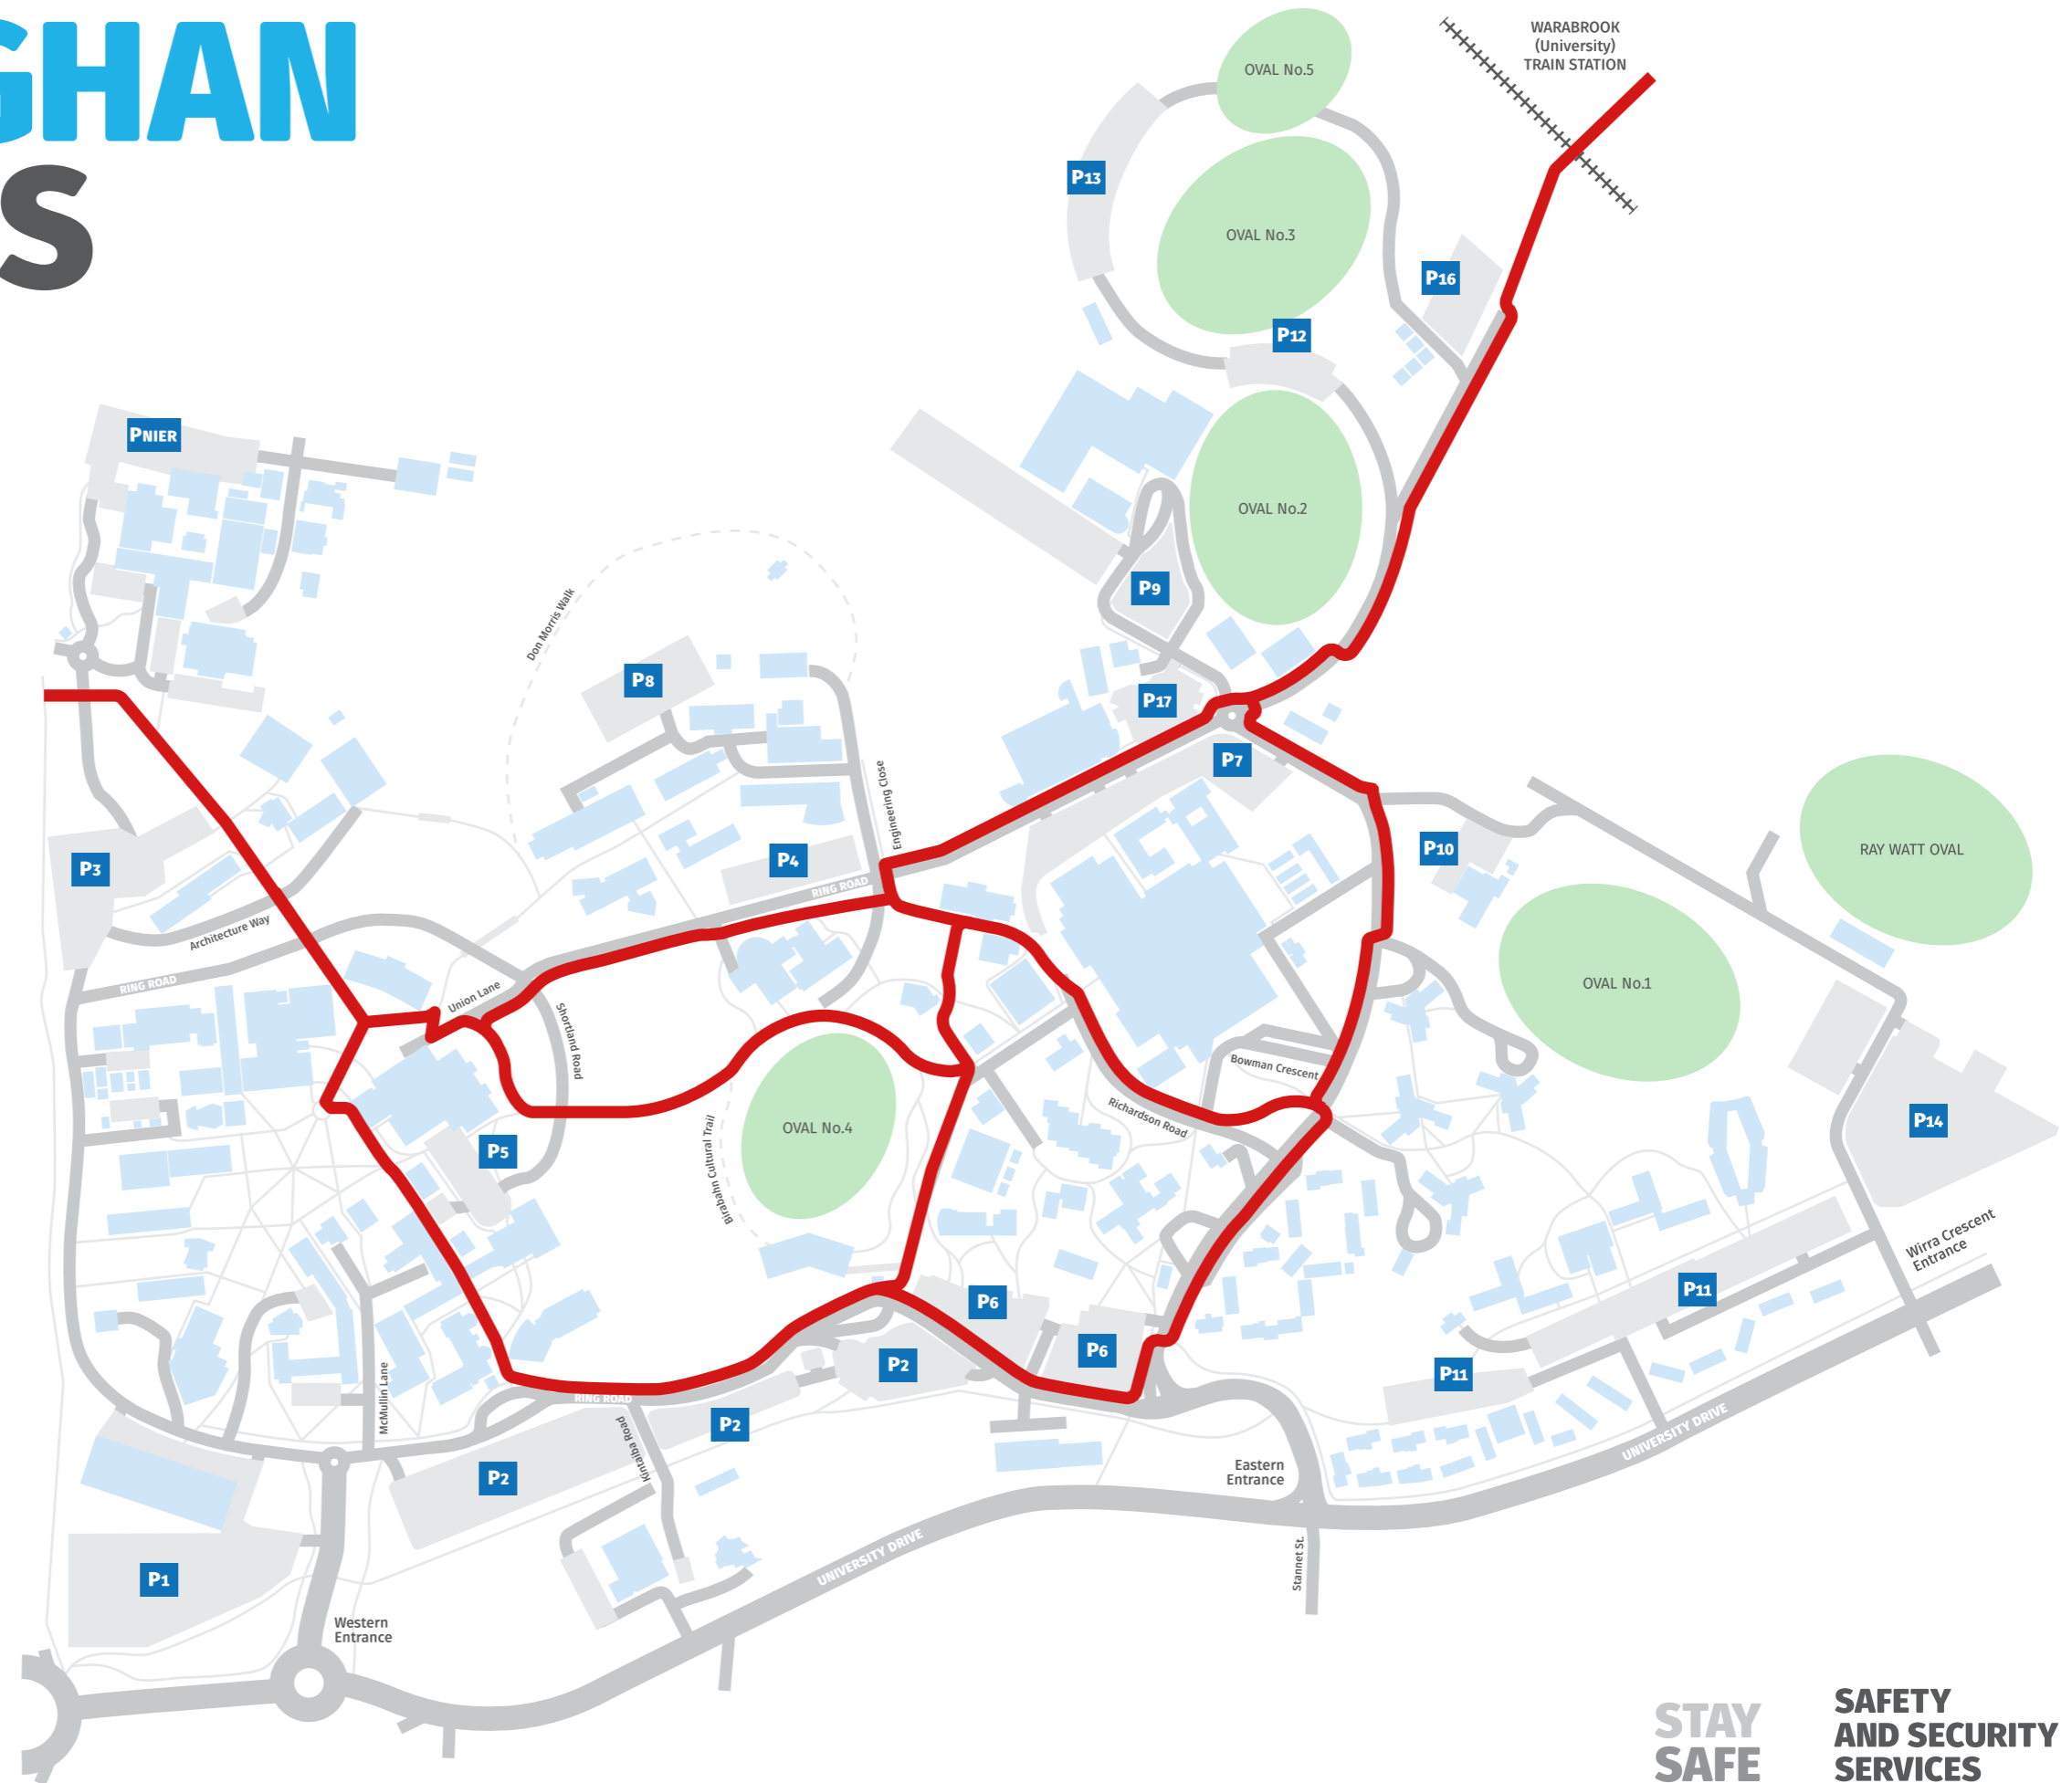 GHAN
S
WARABROOK
(University)
TRAIN STATION
OVAL No.5
P13
OVAL No.3
P16
P12
PNIER
OVAL No.2
P9
Don Morris Walk
P8
P17
P7
Engineering Close
P3
P4
RING ROAD
P10
RAY WATT OVAL
Architecture Way
RING ROAD
Union Lane
Shortland Road
OVAL No.1
Bowman Crescent
Richardson Road
OVAL No.4
P5
Birabahn Cultural Trail
P14
Wirra Crescent
Entrance
P6
P11
P6
P2
P11
McMullin Lane
RING ROAD
P2
Kintaiba Road
P2
UNIVERSITY DRIVE
Eastern
Entrance
UNIVERSITY DRIVE
Stannet St.
P1
Western
Entrance
STAY
SAFE
SAFETY
AND SECURITY
SERVICES